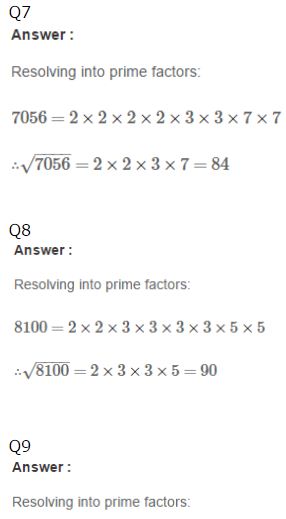 Q7
Answer :
Resolving into prime factors:
7056 = 2 × 2 × 2 × 2 × 3 × 3 × 7 × 7
∴√7056 = 2 × 2 × 3 × 7 = 84
Q8
Answer :
Resolving into prime factors:
8100 = 2 × 2 × 3 × 3 × 3 × 3 × 5 × 5
∴√8100 = 2 × 3 × 3 × 5 = 90
Q9
Answer :
Resolving into prime factors: